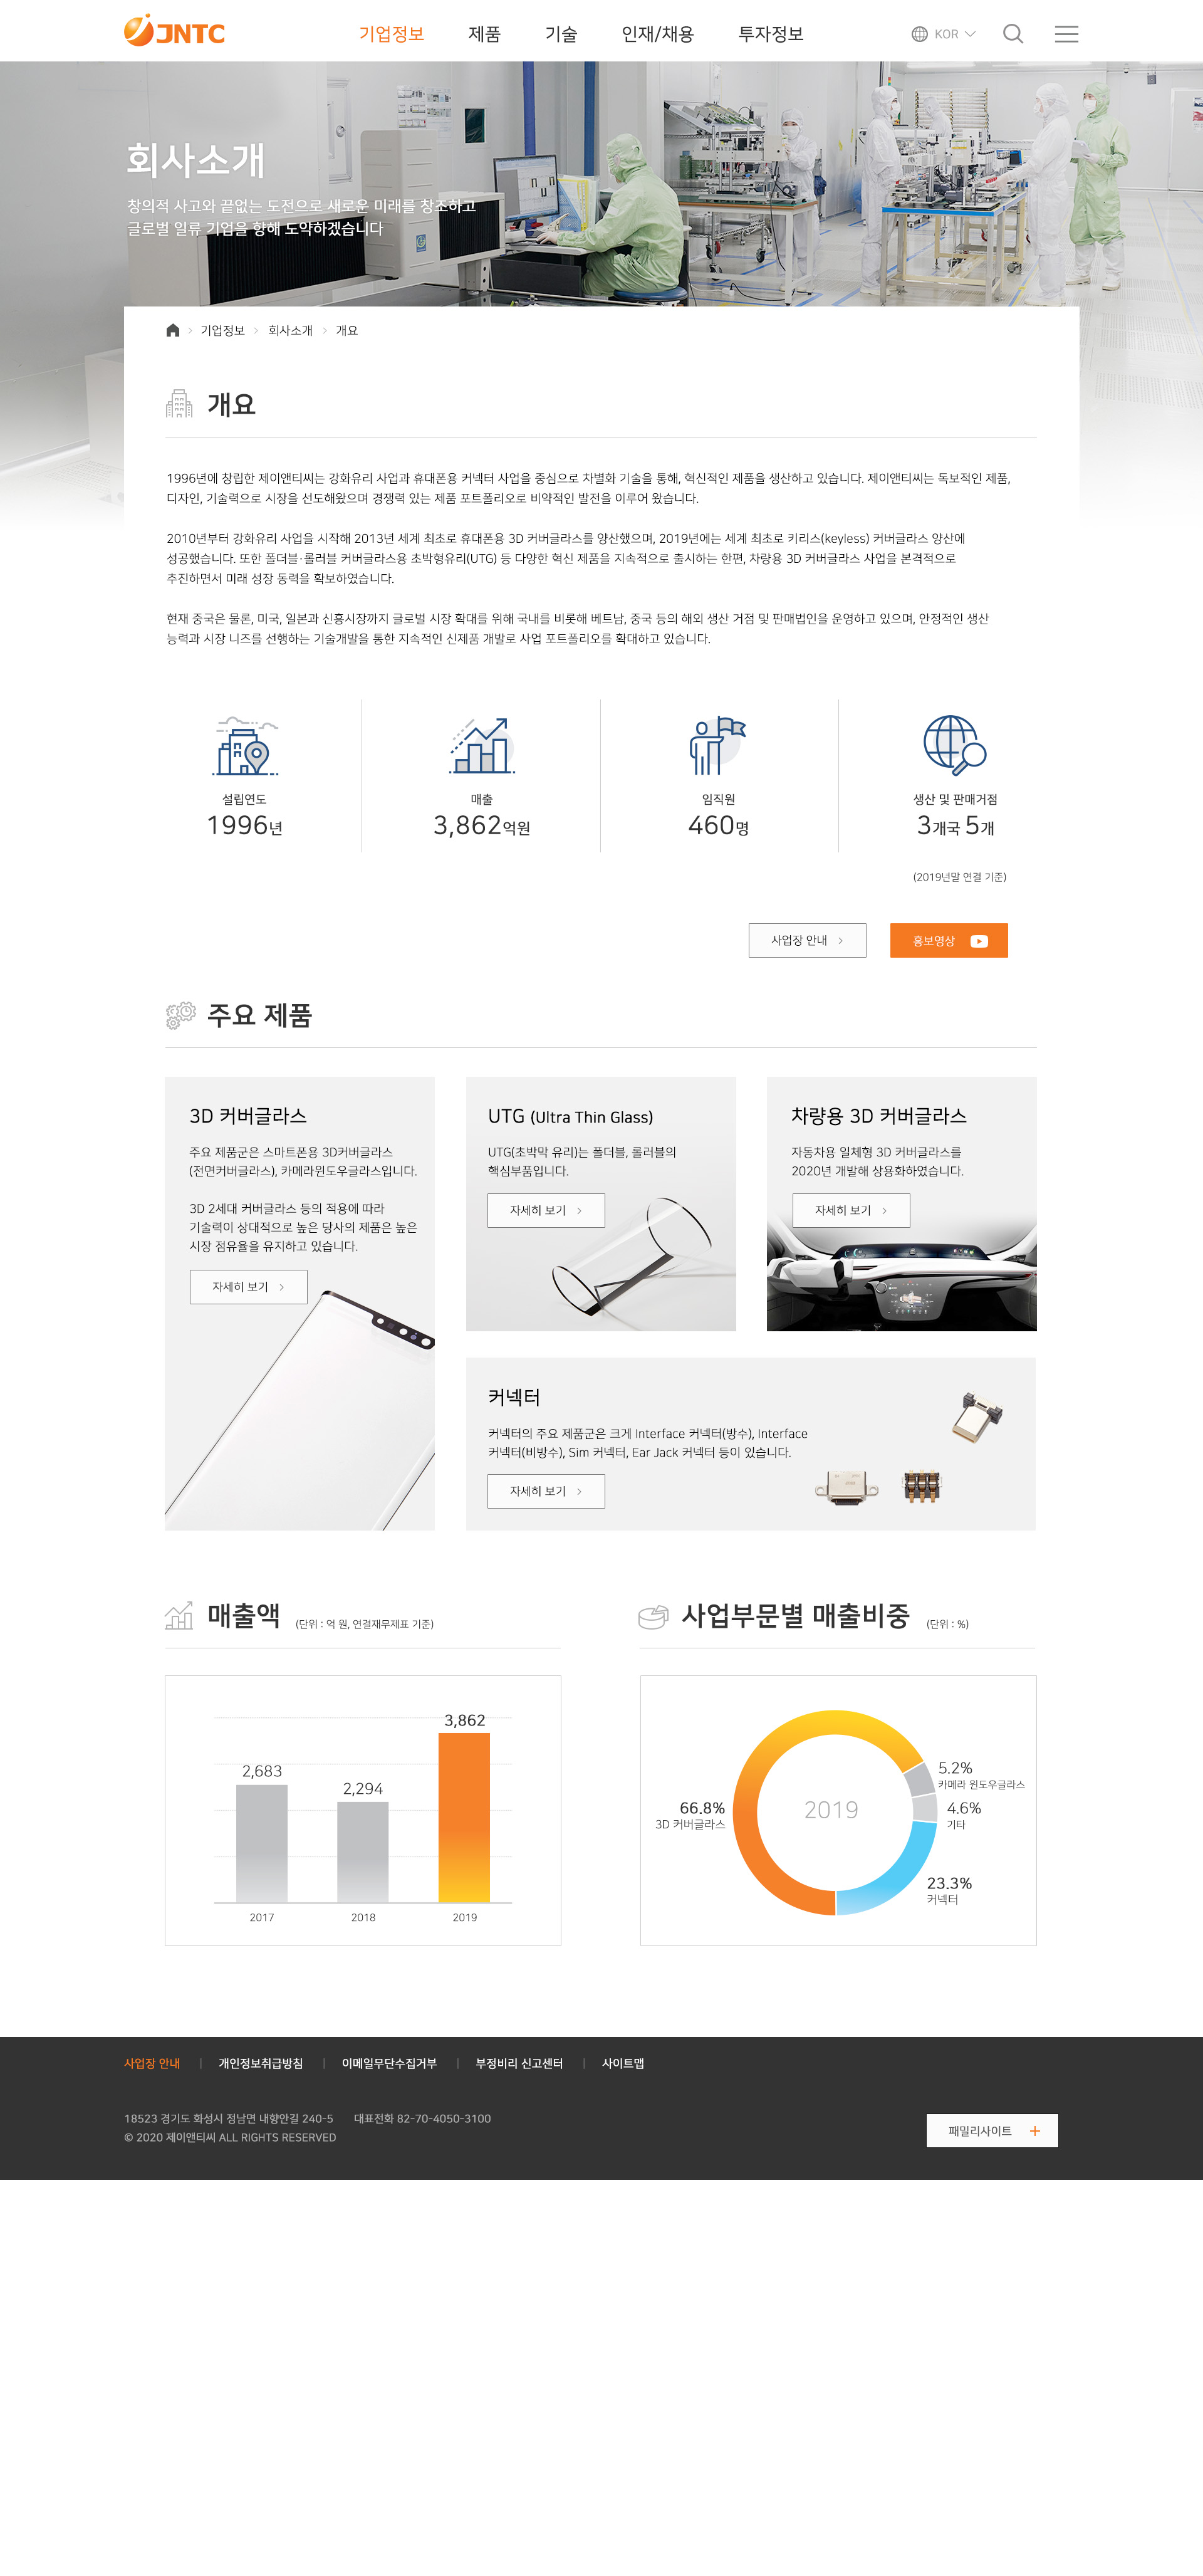 JNTC
기업정보
제품
기술
인재/채용
투자정보
KOR
회사소개
창의적 사고와 끝없는 도전으로 새로운 미래를 창조하고
글로벌 일류 기업을 향해 도약하겠습니다
기업정보 > 회사소개 > 개요
개요
1996년에 창립한 제이앤티씨는 강화유리 사업과 휴대폰용 커넥터 사업을 중심으로 차별화 기술을 통해, 혁신적인 제품을 생산하고 있습니다. 제이앤티씨는 독보적인 제품,
디자인, 기술력으로 시장을 선도해왔으며 경쟁력 있는 제품 포트폴리오로 비약적인 발전을 이루어 왔습니다.
2010년부터 강화유리 사업을 시작해 2013년 세계 최초로 휴대폰용 3D 커버글라스를 양산했으며, 2019년에는 세계 최초로 키리스(keyless) 커버글라스 양산에
성공했습니다. 또한 폴더블·롤러블 커버글라스용 초박형유리(UTG) 등 다양한 혁신 제품을 지속적으로 출시하는 한편, 차량용 3D 커버글라스 사업을 본격적으로
추진하면서 미래 성장 동력을 확보하였습니다.
현재 중국은 물론, 미국, 일본과 신흥시장까지 글로벌 시장 확대를 위해 국내를 비롯해 베트남, 중국 등의 해외 생산 거점 및 판매법인을 운영하고 있으며, 안정적인 생산
능력과 시장 니즈를 선행하는 기술개발을 통한 지속적인 신제품 개발로 사업 포트폴리오를 확대하고 있습니다.
설립연도
1996년
매출
3,862억원
임직원
460명
생산 및 판매거점
3개국 5개
(2019년말 연결 기준)
사업장 안내 >
홍보영상
주요 제품
3D 커버글라스
주요 제품군은 스마트폰용 3D커버글라스
(전면커버글라스), 카메라윈도우글라스입니다.
3D 2세대 커버글라스 등의 적용에 따라
기술력이 상대적으로 높은 당사의 제품은 높은
시장 점유율을 유지하고 있습니다.
자세히 보기 >
UTG (Ultra Thin Glass)
UTG(초박막 유리)는 폴더블, 롤러블의
핵심부품입니다.
자세히 보기 >
차량용 3D 커버글라스
자동차용 일체형 3D 커버글라스를
2020년 개발해 상용화하였습니다.
자세히 보기 >
커넥터
커넥터의 주요 제품군은 크게 Interface 커넥터(방수), Interface
커넥터(비방수), Sim 커넥터, Ear Jack 커넥터 등이 있습니다.
자세히 보기 >
매출액 (단위 : 억 원, 연결재무제표 기준)
2,683
2,294
3,862
2017
2018
2019
사업부문별 매출비중 (단위 : %)
2019
66.8%
3D 커버글라스
5.2%
카메라 윈도우글라스
4.6%
기타
23.3%
커넥터
사업장 안내 | 개인정보취급방침 | 이메일무단수집거부 | 부정비리 신고센터 | 사이트맵
18523 경기도 화성시 정남면 내향안길 240-5 대표전화 82-70-4050-3100
© 2020 제이앤티씨 ALL RIGHTS RESERVED
패밀리사이트 +